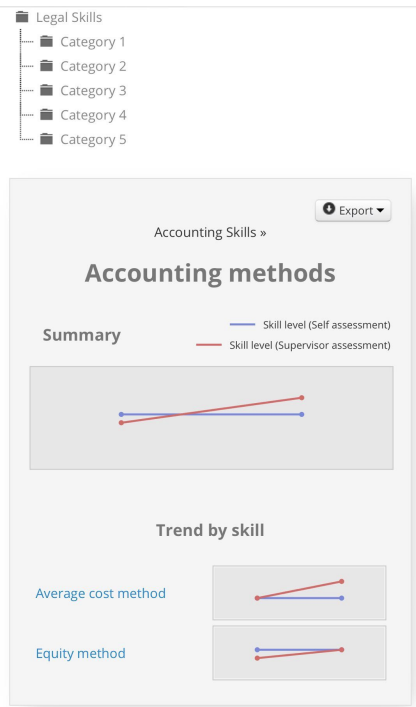 Legal Skills
Category 1
Category 2
Category 3
Category 4
Category 5
Export
Accounting Skills »
Accounting methods
Summary
Skill level (Self assessment)
Skill level (Supervisor assessment)
Trend by skill
Average cost method
Equity method